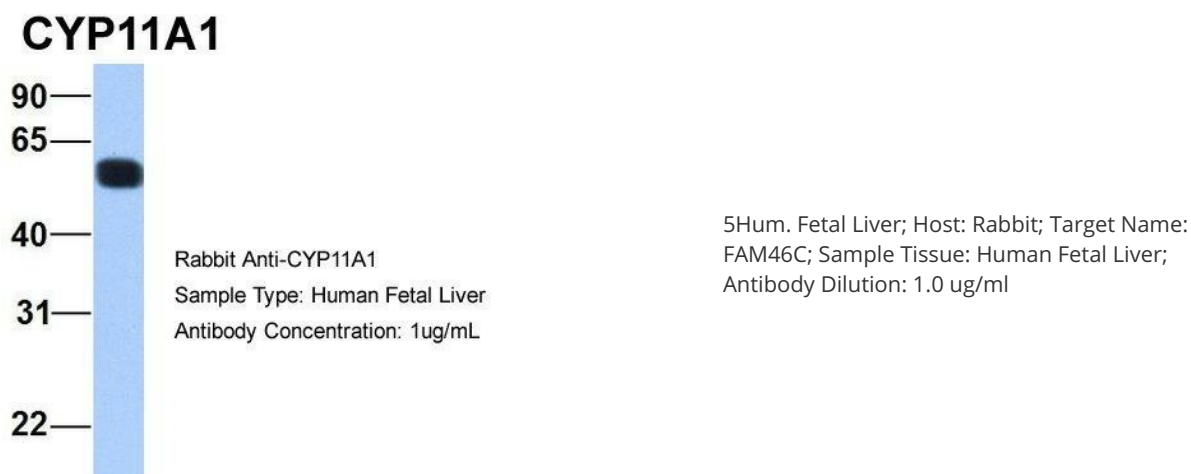 CYP11A1
90
65
40
31
22
Rabbit Anti-CYP11A1
Sample Type: Human Fetal Liver
Antibody Concentration: 1ug/mL
5Hum. Fetal Liver; Host: Rabbit; Target Name:
FAM46C; Sample Tissue: Human Fetal Liver;
Antibody Dilution: 1.0 ug/ml